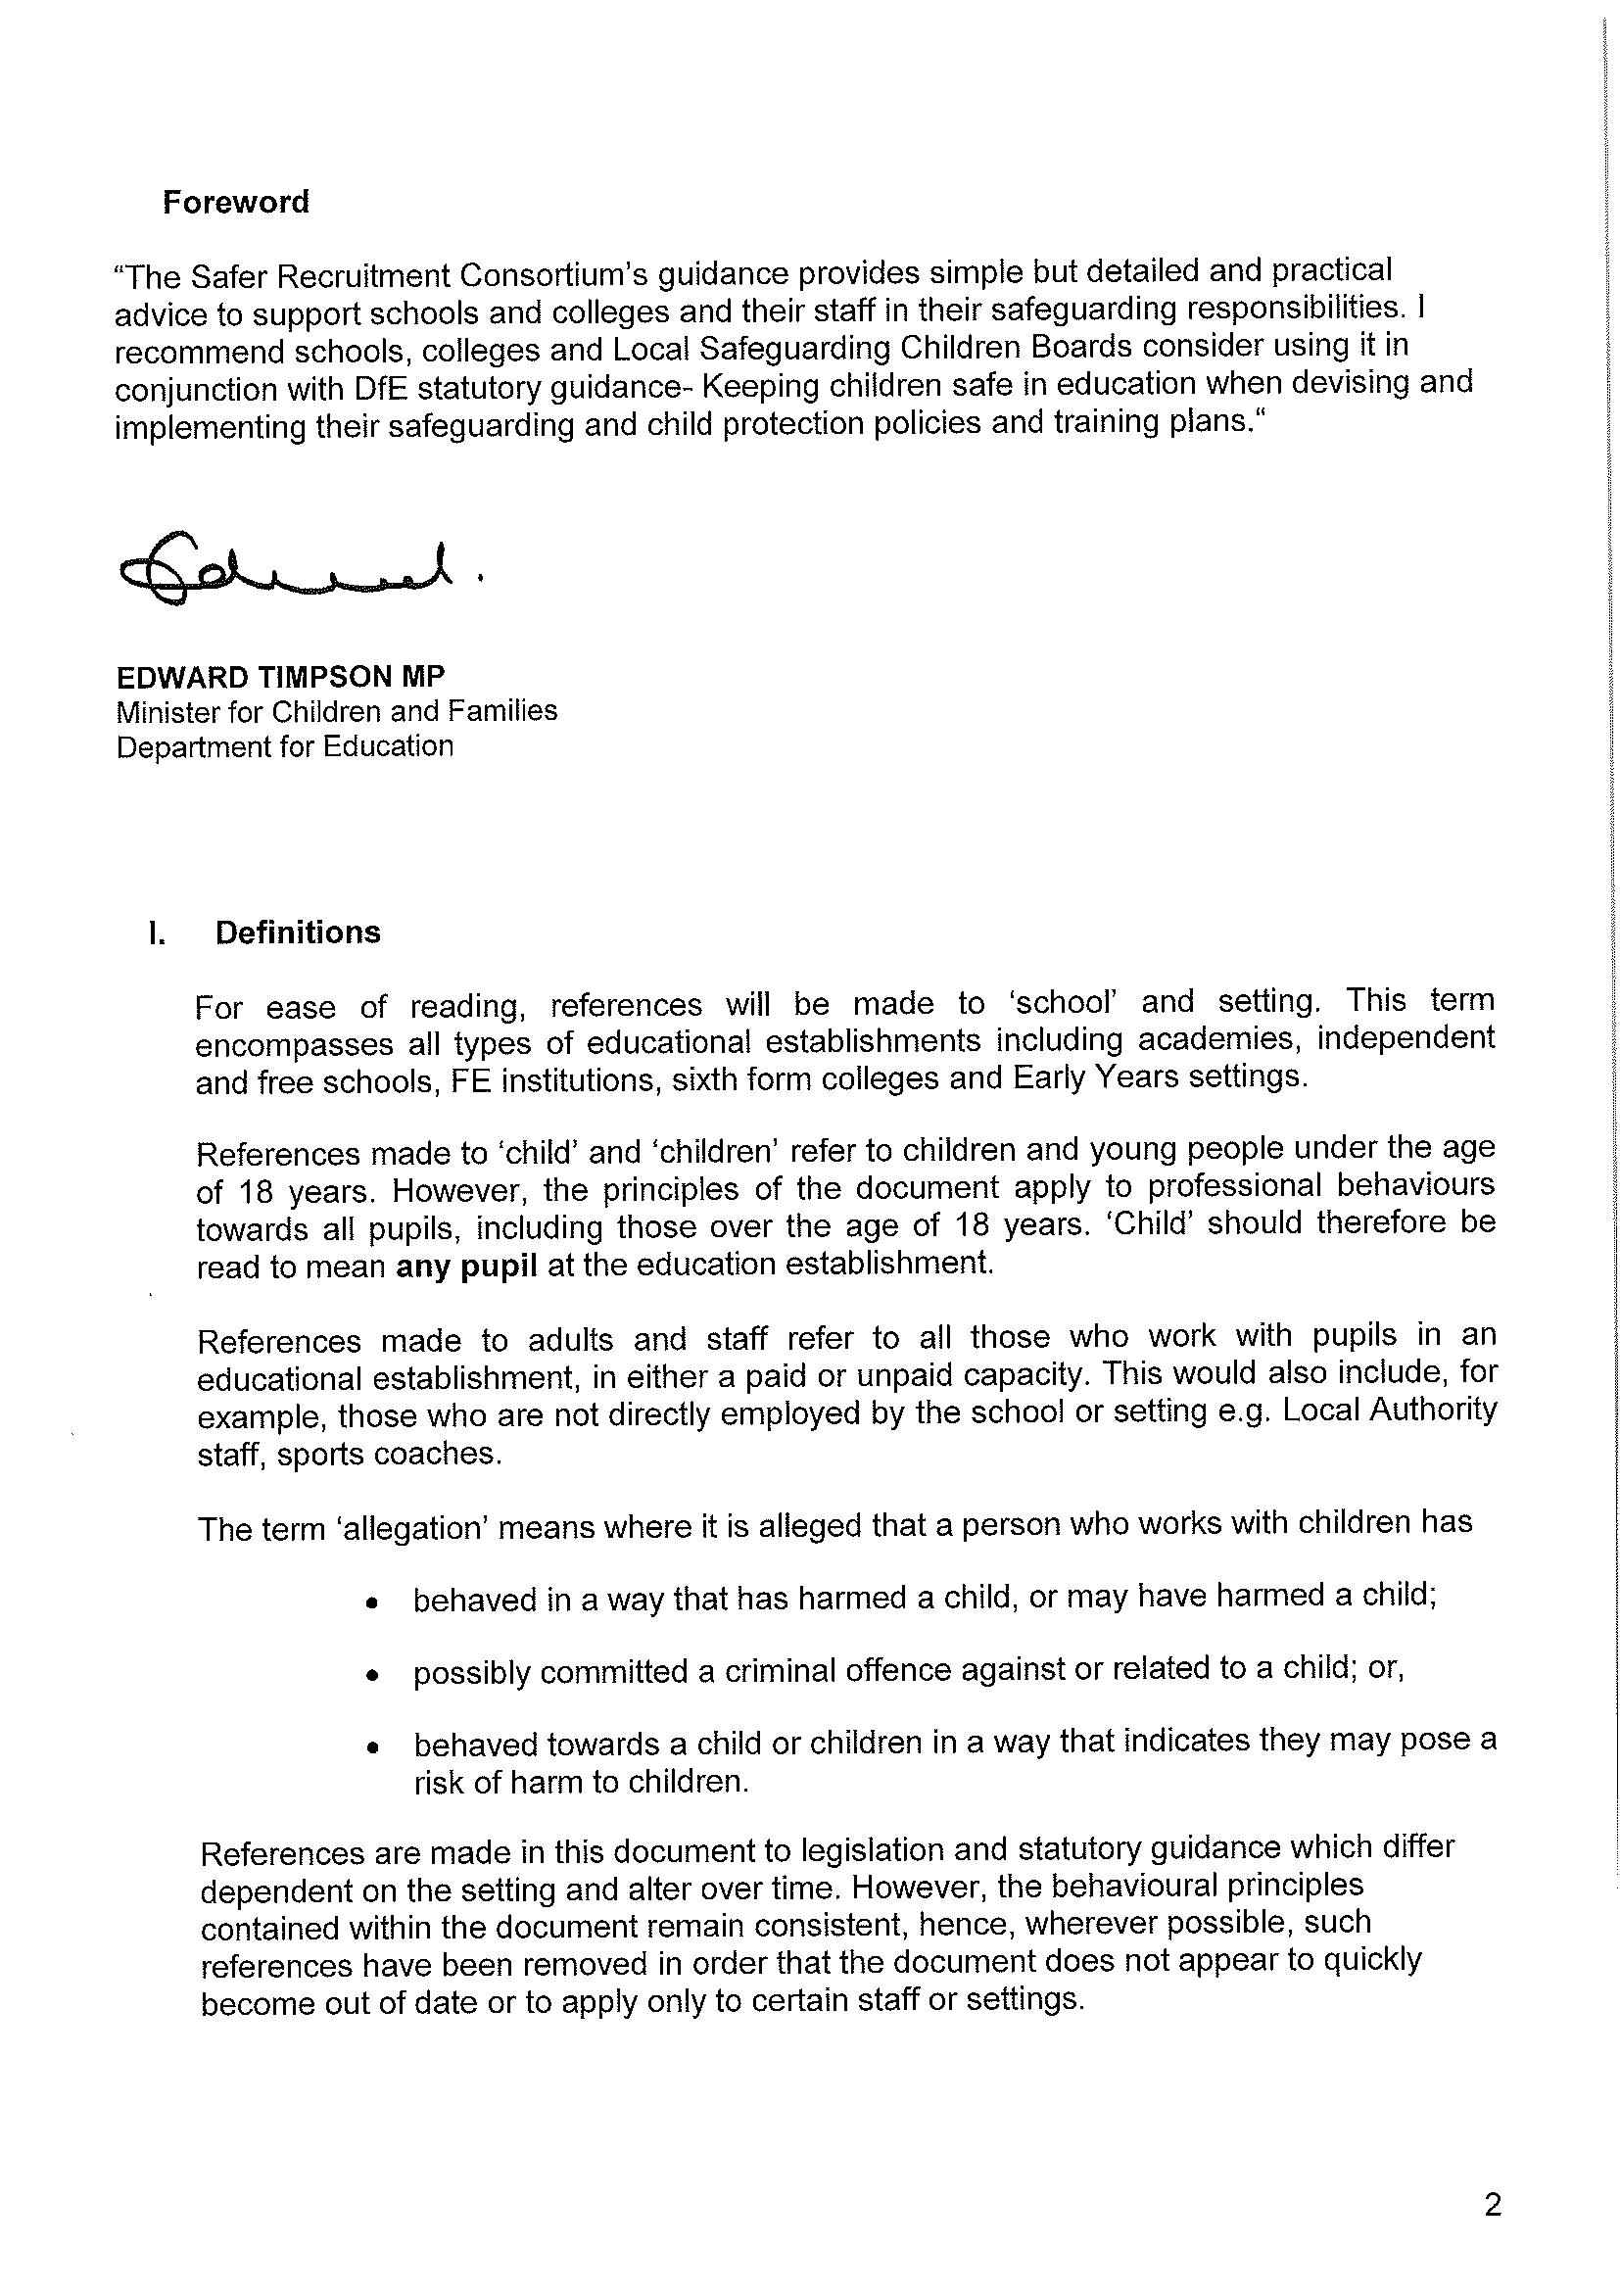 Foreword
“The Safer Recruitment Consortium’s guidance provides simple but detailed and practical
advice to support schools and colleges and their staff in their safeguarding responsibilities. I
recommend schools, colleges and Local Safeguarding Children Boards consider using it in
conjunction with DfE statutory guidance- Keeping children safe in education when devising and
implementing their safeguarding and child protection policies and training plans.“
Edward.
EDWARD TIMPSON MP
Minister for Children and Families
Department for Education
I. Definitions
For ease of reading, references will be made to ‘school’ and setting. This term
encompasses all types of educational establishments including academies, independent
and free schools, FE institutions, sixth form colleges and Early Years settings.
References made to ‘child’ and ‘children’ refer to children and young people under the age
of 18 years. However, the principles of the document apply to professional behaviours
towards all pupils, including those over the age of 18 years. ‘Child’ should therefore be
read to mean any pupil at the education establishment.
References made to adults and staff refer to all those who work with pupils in an
educational establishment, in either a paid or unpaid capacity. This would also include, for
example, those who are not directly employed by the school or setting e.g. Local Authority
staff, sports coaches.
The term ‘allegation’ means where it is alleged that a person who works with children has
• behaved in a way that has harmed a child, or may have harmed a child;
• possibly committed a criminal offence against or related to a child; or,
• behaved towards a child or children in a way that indicates they may pose a
risk of harm to children.
References are made in this document to legislation and statutory guidance which differ
dependent on the setting and alter over time. However, the behavioural principles
contained within the document remain consistent, hence, wherever possible, such
references have been removed in order that the document does not appear to quickly
become out of date or to apply only to certain staff or settings.
2